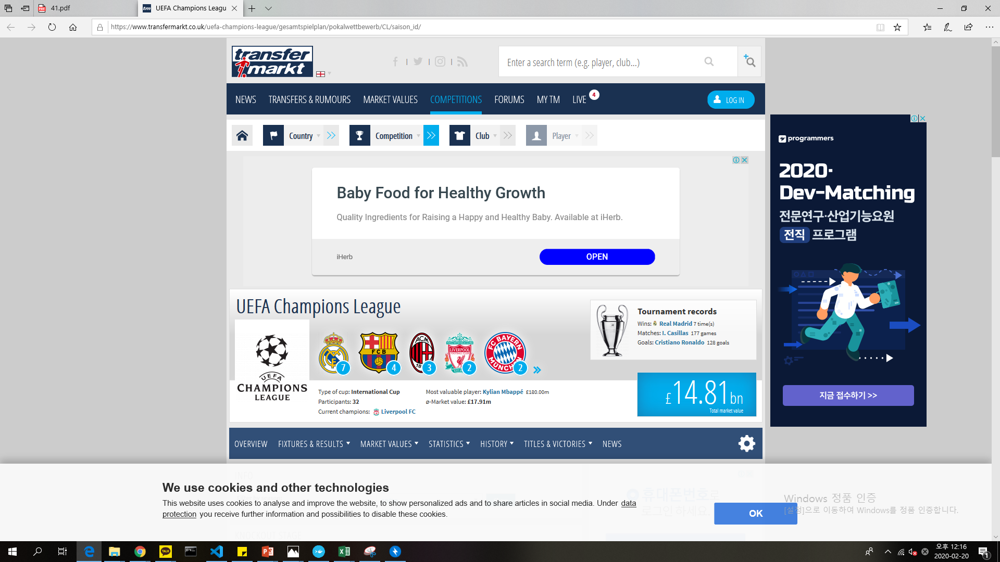 41.pdf
UEFA Champions Leagu
https://www.transfermarkt.co.uk/uefa-champions-league/gesamtspielplan/pokalwettbewerb/CL/saison_id/
transfer
markt
Enter a search term (e.g. player, club...)
NEWS
TRANSFERS & RUMOURS
MARKET VALUES
COMPETITIONS
FORUMS
MY TM
LIVE
4
LOG IN
Country
Competition
Club
Player
Baby Food for Healthy Growth
Quality Ingredients for Raising a Happy and Healthy Baby. Available at iHerb.
iHerb
OPEN
programmers
2020·
Dev-Matching
전문연구·산업기능요원
전직 프로그램
지금 접수하기 >>
UEFA Champions League
UEFA
CHAMPIONS
LEAGUE
7
4
3
2
2
Tournament records
Wins: Real Madrid 7 time(s)
Matches: I. Casillas 177 games
Goals: Cristiano Ronaldo 128 goals
Type of cup: International Cup
Participants: 32
Current champions: Liverpool FC
Most valuable player: Kylian Mbappé £180.00m
ø-Market value: £17.91m
£14.81bn
Total market value
OVERVIEW
FIXTURES & RESULTS
MARKET VALUES
STATISTICS
HISTORY
TITLES & VICTORIES
NEWS
We use cookies and other technologies
This website uses cookies to analyse and improve the website, to show personalized ads and to share articles in social media. Under data
protection you receive further information and possibilities to disable these cookies.
OK
휴대폰번호로
로그인 하세요.
Windows 정품 인증
[설정]으로 이동하여 Windows를 정품 인증합니다.
오후 12:16
2020-02-20
1